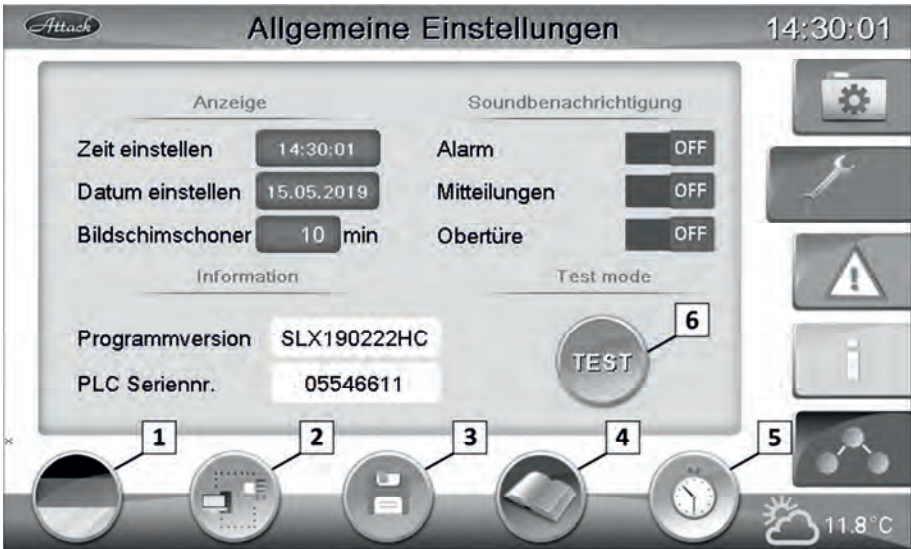 Attack Allgemeine Einstellungen 14:30:01
Anzeige
Zeit einstellen 14:30:01
Datum einstellen 15.05.2019
Bildschimschoner 10 min
Information
Programmversion SLX190222HC
PLC Seriennr. 05546611
Soundbenachrichtigung
Alarm OFF
Mitteilungen OFF
Obertüre OFF
Test mode
TEST
6
1 2 3 4 5
11.8°C